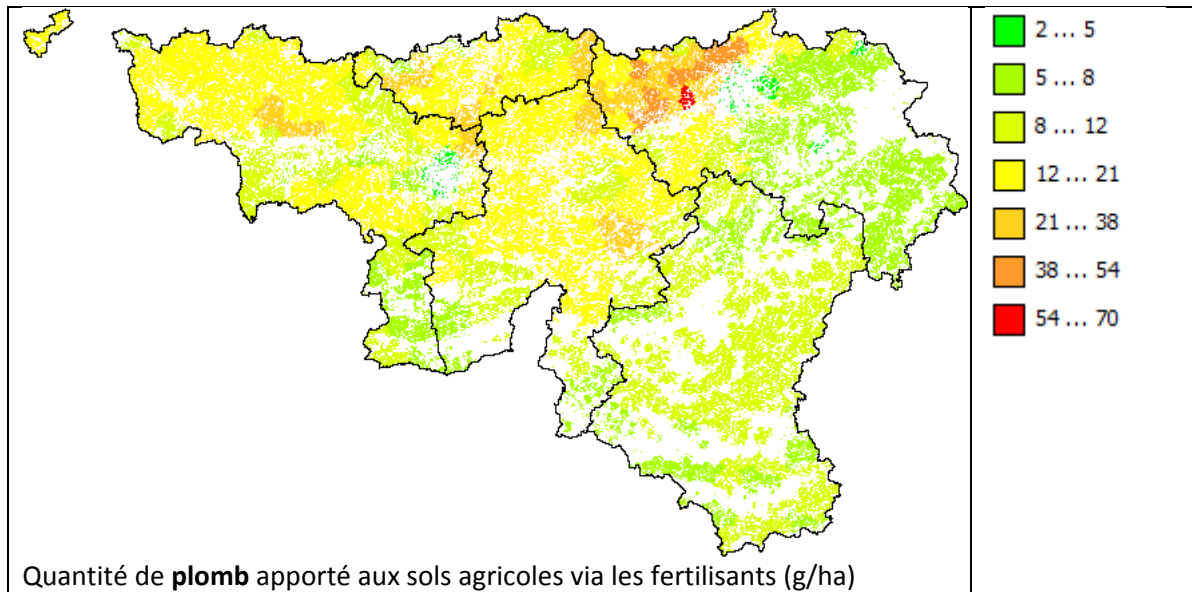 2 ... 5
5 ... 8
8 ... 12
12 ... 21
21 ... 38
38 ... 54
54 ... 70
Quantité de plomb apporté aux sols agricoles via les fertilisants (g/ha)